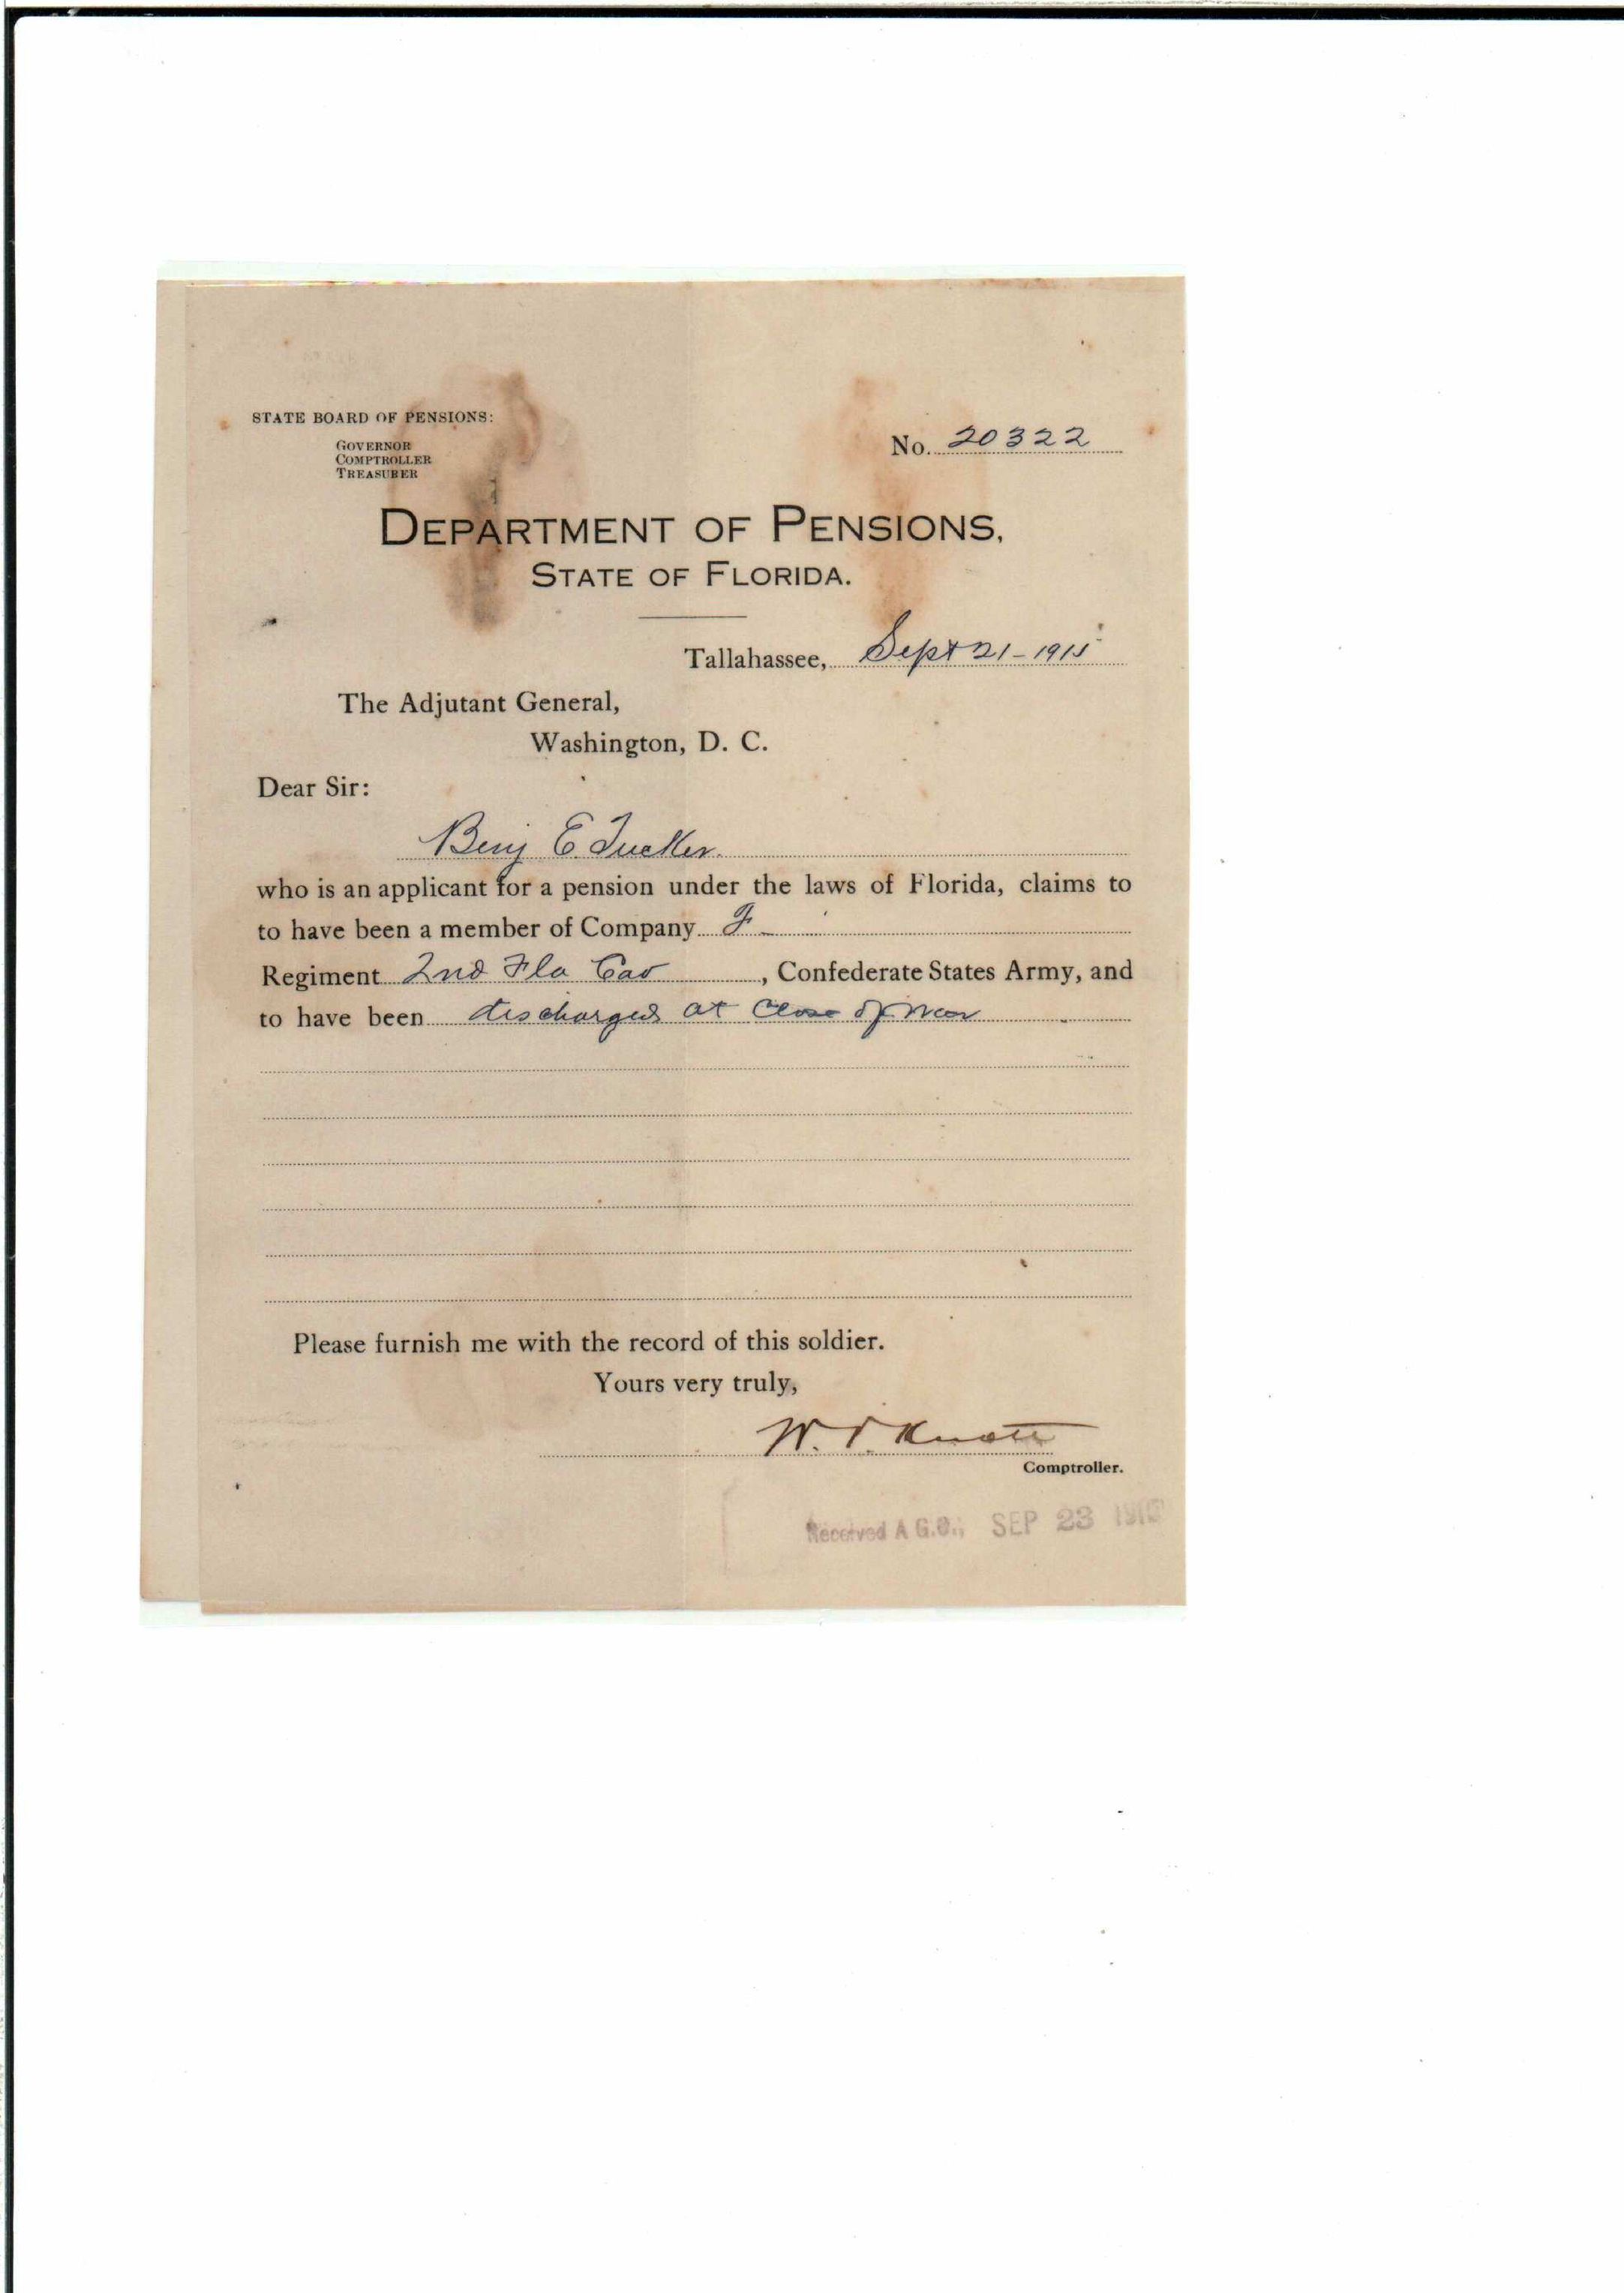 STATE BOARD OF PENSIONS:
GOVERNOR
COMPTROLLER
TREASURER
No. 20322
DEPARTMENT OF PENSIONS,
STATE OF FLORIDA.
Tallahassee, Sept 21-1915
The Adjutant General,
Washington, D. C.
Dear Sir:
Benj E. Tucker.
who is an applicant for a pension under the laws of Florida, claims to
to have been a member of Company F
Regiment 2nd Fla Cav, Confederate States Army, and
to have been discharged at Close of War
Please furnish me with the record of this soldier.
Yours very truly,
W. V. Knott
Comptroller.
Received A.G.O., SEP 23